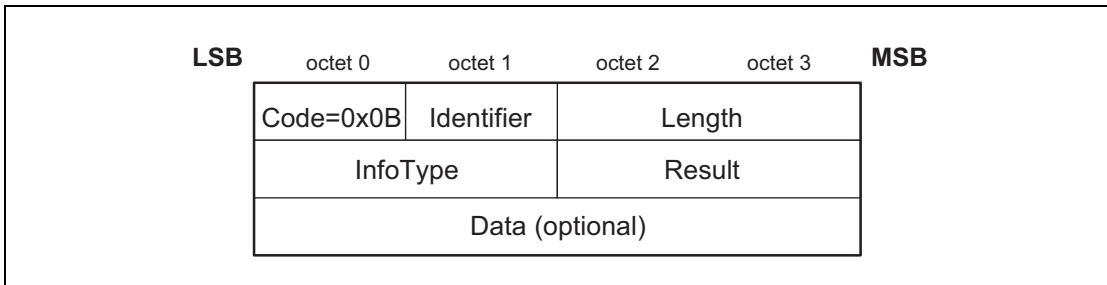 LSB octet 0 octet 1 octet 2 octet 3 MSB
Code=0x0B Identifier Length
InfoType Result
Data (optional)